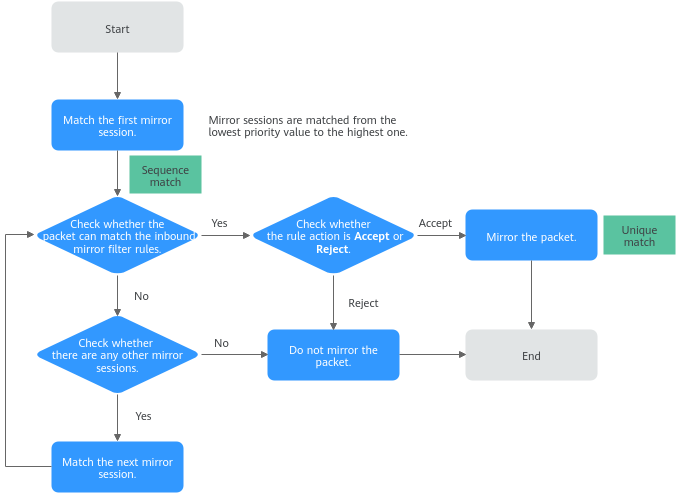 Start
Match the first mirror
session.
Mirror sessions are matched from the
lowest priority value to the highest one.
Sequence
match
Check whether the
packet can match the inbound
mirror filter rules.
Yes
Check whether
the rule action is Accept or
Reject.
Accept
Mirror the packet.
Unique
match
No
Reject
Check whether
there are any other mirror
sessions.
No
Do not mirror the
packet.
End
Yes
Match the next mirror
session.